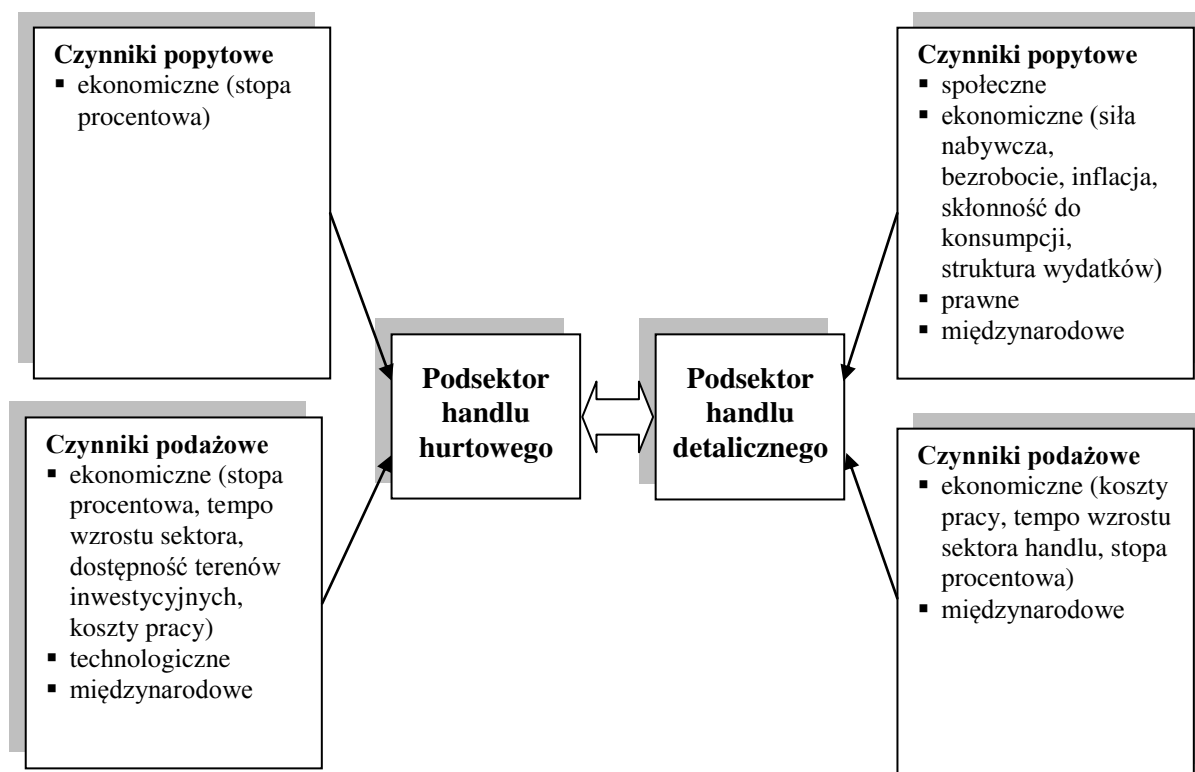 Czynniki popytowe
▪ ekonomiczne (stopa
procentowa)
Czynniki podażowe
▪ ekonomiczne (stopa
procentowa, tempo
wzrostu sektora,
dostępność terenów
inwestycyjnych,
koszty pracy)
▪ technologiczne
▪ międzynarodowe
Podsektor
handlu
hurtowego
Podsektor
handlu
detalicznego
Czynniki popytowe
▪ społeczne
▪ ekonomiczne (siła
nabywcza,
bezrobocie, inflacja,
skłonność do
konsumpcji,
struktura wydatków)
▪ prawne
▪ międzynarodowe
Czynniki podażowe
▪ ekonomiczne (koszty
pracy, tempo wzrostu
sektora handlu, stopa
procentowa)
▪ międzynarodowe